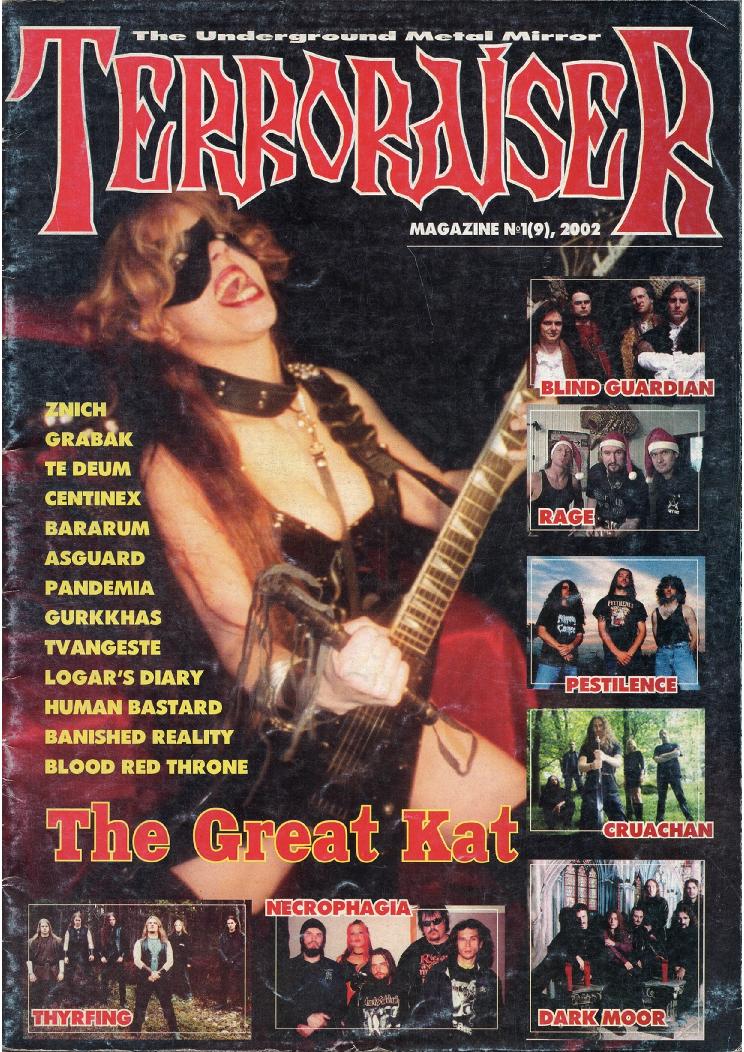 The Underground Metal Mirror
TERRORAISER
MAGAZINE №1(9), 2002
BLIND GUARDIAN
RAGE
PESTILENCE
CRUACHAN
DARK MOOR
ZNICH
GRABAK
TE DEUM
CENTINEX
BARARUM
ASGUARD
PANDEMIA
GURKKHAS
TVANGESTE
LOGAR'S DIARY
HUMAN BASTARD
BANISHED REALITY
BLOOD RED THRONE
The Great Kat
NECROPHAGIA
THYRFING